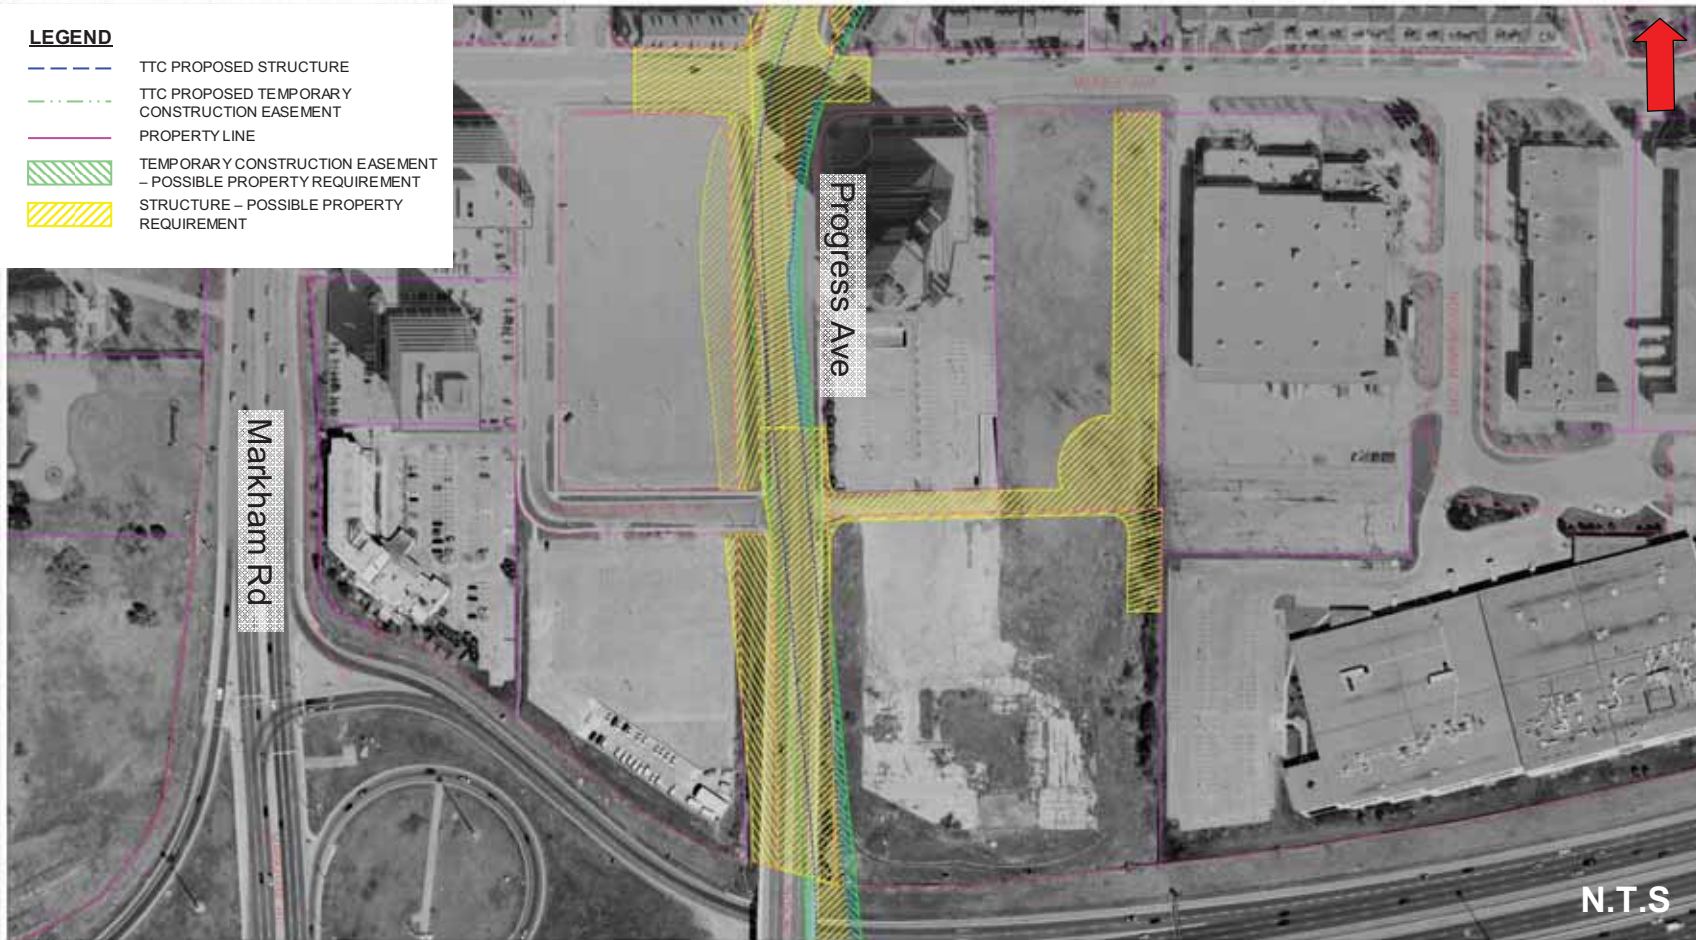 LEGEND
TTC PROPOSED STRUCTURE
TTC PROPOSED TEMPORARY
CONSTRUCTION EASEMENT
PROPERTY LINE
TEMPORARY CONSTRUCTION EASEMENT
– POSSIBLE PROPERTY REQUIREMENT
STRUCTURE – POSSIBLE PROPERTY
REQUIREMENT
Progress Ave
Markham Rd
N.T.S